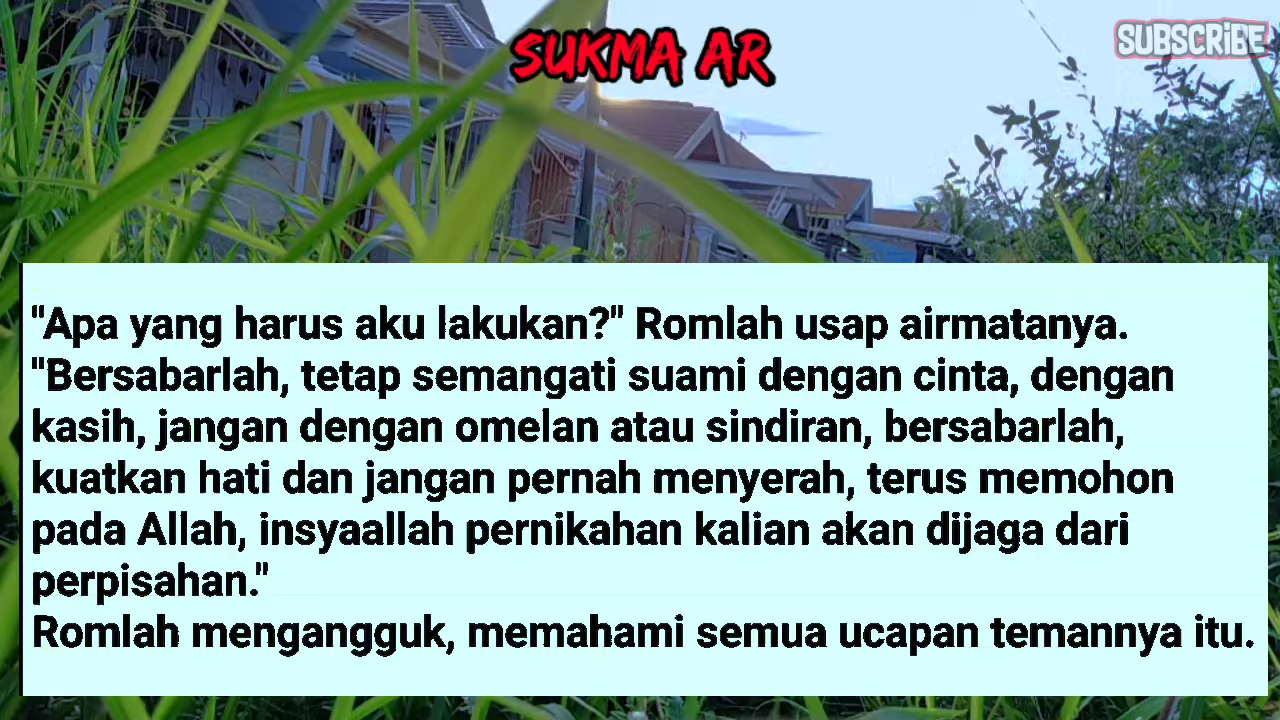 SUKMA AR
SUBSCRIBE
"Apa yang harus aku lakukan?" Romlah usap airmatanya.
"Bersabarlah, tetap semangati suami dengan cinta, dengan
kasih, jangan dengan omelan atau sindiran, bersabarlah,
kuatkan hati dan jangan pernah menyerah, terus memohon
pada Allah, insyaallah pernikahan kalian akan dijaga dari
perpisahan."
Romlah mengangguk, memahami semua ucapan temannya itu.